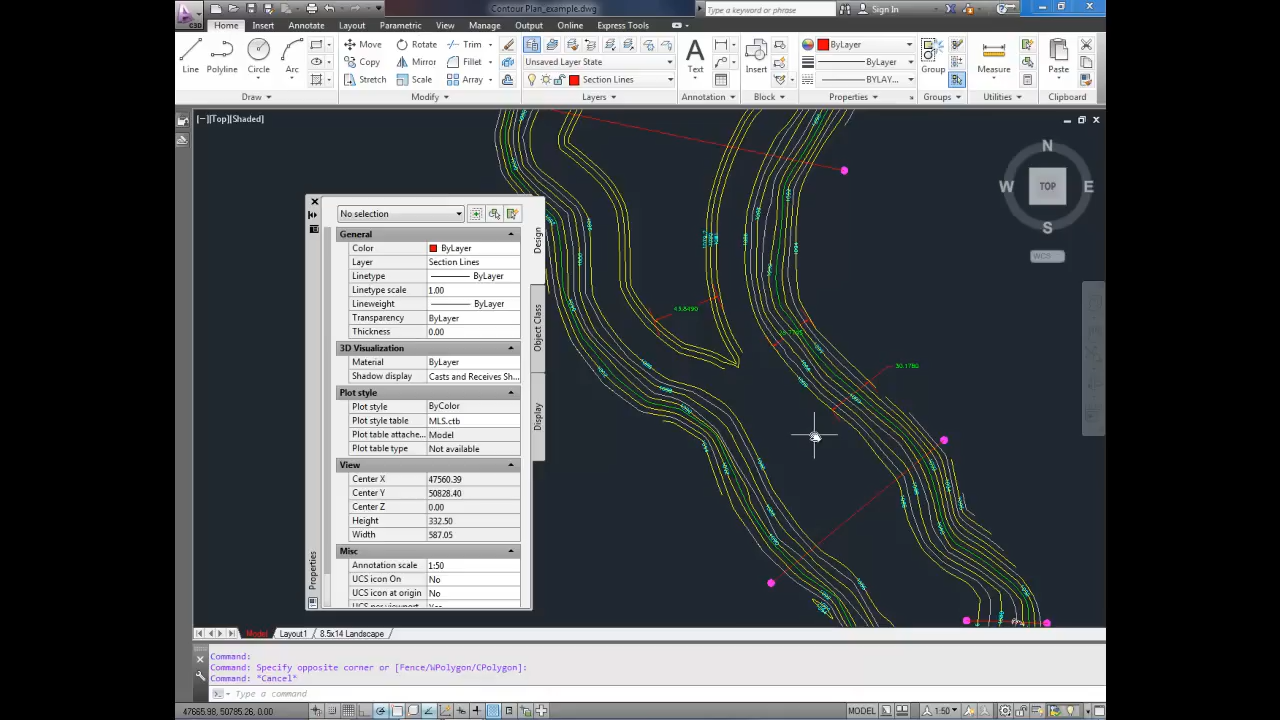 Contour Plan_example.dwg
Type a keyword or phrase
Sign In
C3D
Home Insert Annotate Layout Parametric View Manage Output Online Express Tools
Line Polyline Circle Arc
Move Rotate Trim
Copy Mirror Fillet
Stretch Scale Array
Unsaved Layer State
Section Lines
Text
Insert
ByLayer
ByLayer
BYLAY...
Group
Measure
Paste
Draw Modify Layers Annotation Block Properties Groups Utilities Clipboard
[−][Top][Shaded]
N
W TOP E
S
WCS
No selection
General
Color ByLayer
Layer Section Lines
Linetype ByLayer
Linetype scale 1.00
Lineweight ByLayer
Transparency ByLayer
Thickness 0.00
3D Visualization
Material ByLayer
Shadow display Casts and Receives Sh...
Plot style
Plot style ByColor
Plot style table MLS.ctb
Plot table attache... Model
Plot table type Not available
View
Center X 47560.39
Center Y 50828.40
Center Z 0.00
Height 332.50
Width 587.05
Misc
Annotation scale 1:50
UCS icon On No
UCS icon at origin No
Design
Object Class
Display
Properties
30.1780
Model Layout1 8.5x14 Landscape
Command:
Command: Specify opposite corner or [Fence/WPolygon/CPolygon]:
Command: *Cancel*
Type a command
47665.98, 50785.26, 0.00
MODEL
1:50